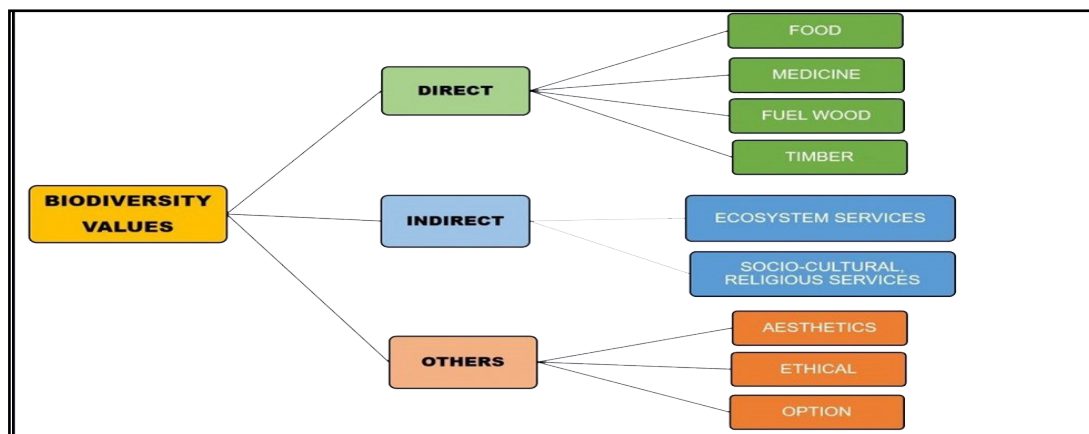 BIODIVERSITY
VALUES
DIRECT
FOOD
MEDICINE
FUEL WOOD
TIMBER
INDIRECT
ECOSYSTEM SERVICES
SOCIO-CULTURAL,
RELIGIOUS SERVICES
OTHERS
AESTHETICS
ETHICAL
OPTION